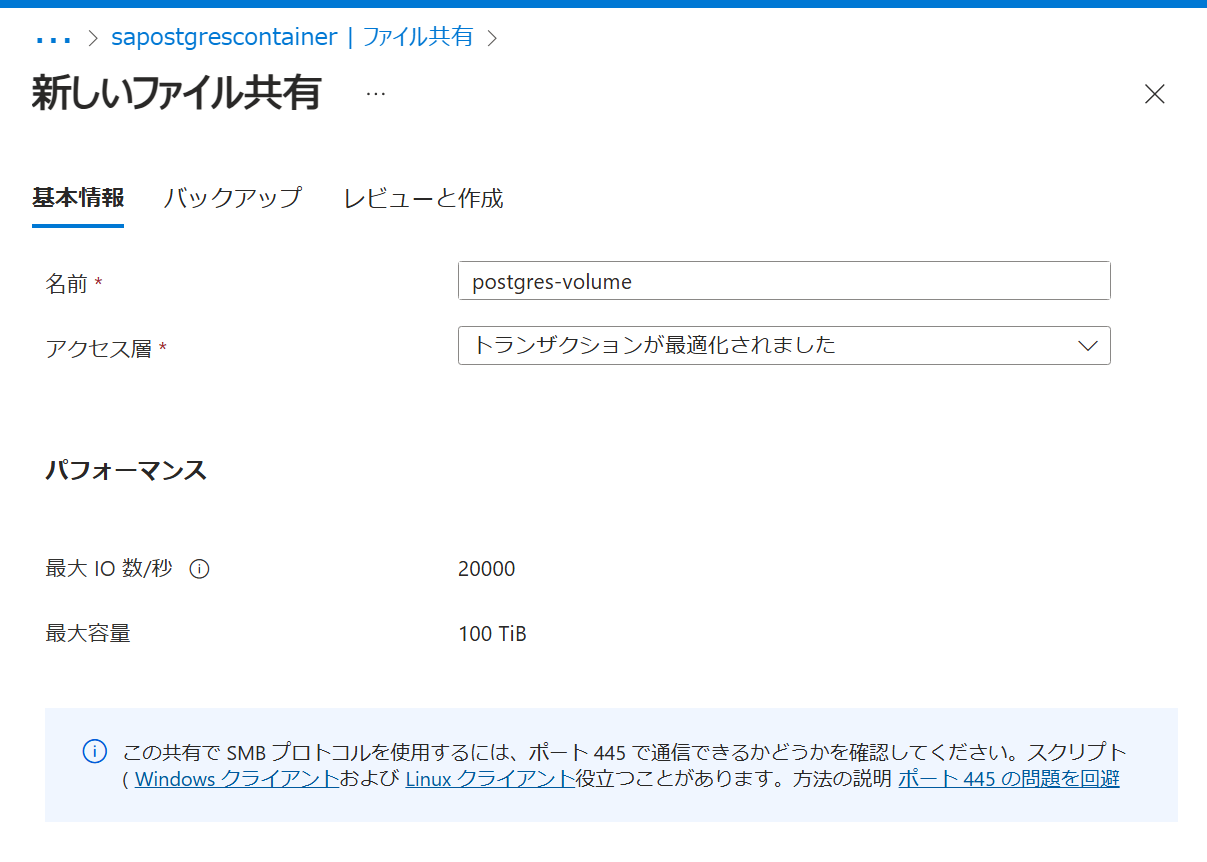 ··· > sapostgrescontainer | ファイル共有 >
新しいファイル共有 ···
基本情報 バックアップ レビューと作成
名前 * postgres-volume
アクセス層 * トランザクションが最適化されました
パフォーマンス
最大 IO 数/秒 20000
最大容量 100 TiB
この共有で SMB プロトコルを使用するには、ポート 445 で通信できるかどうかを確認してください。スクリプト
( Windows クライアントおよび Linux クライアント役立つことがあります。方法の説明 ポート 445 の問題を回避